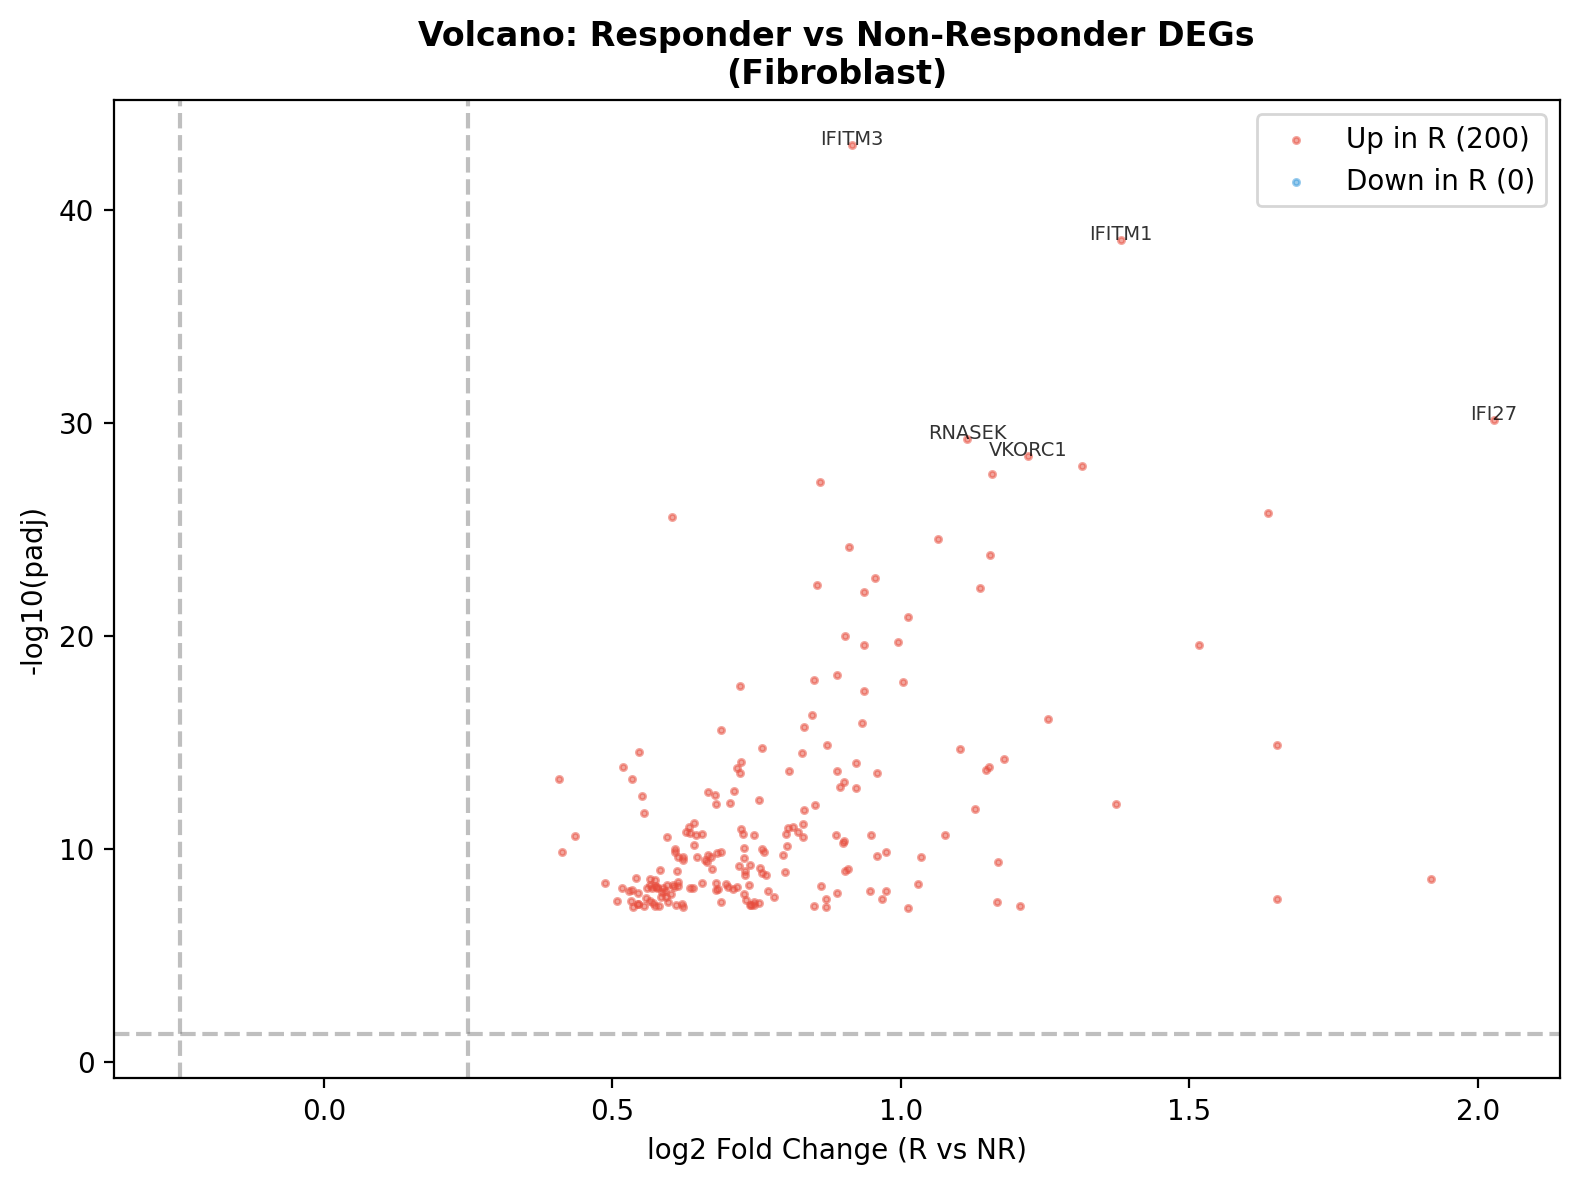 Volcano: Responder vs Non-Responder DEGs
(Fibroblast)
Up in R (200)
Down in R (0)
IFITM3
IFITM1
IFI27
RNASEK
VKORC1
-log10(padj)
40
30
20
10
0
0.0 0.5 1.0 1.5 2.0
log2 Fold Change (R vs NR)